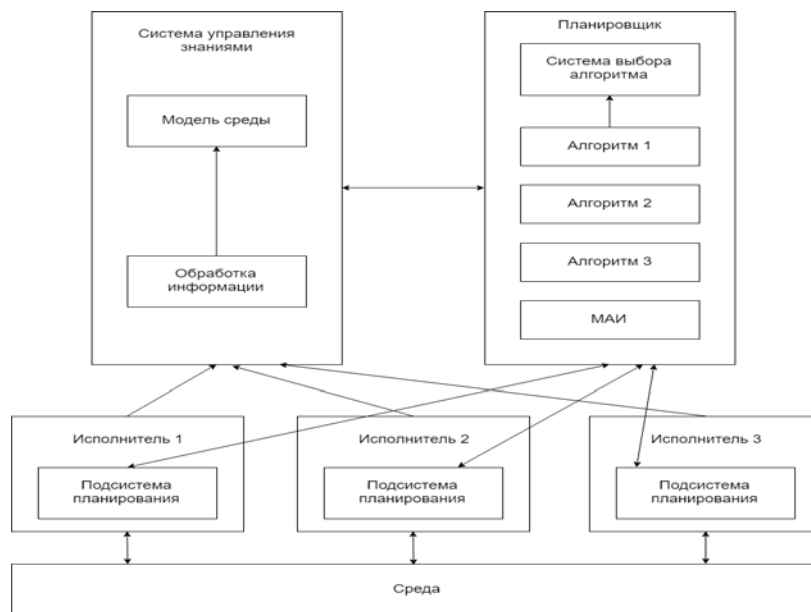 Система управления
знаниями
Модель среды
Обработка
информации
Планировщик
Система выбора
алгоритма
Алгоритм 1
Алгоритм 2
Алгоритм 3
МАИ
Исполнитель 1
Подсистема
планирования
Исполнитель 2
Подсистема
планирования
Исполнитель 3
Подсистема
планирования
Среда